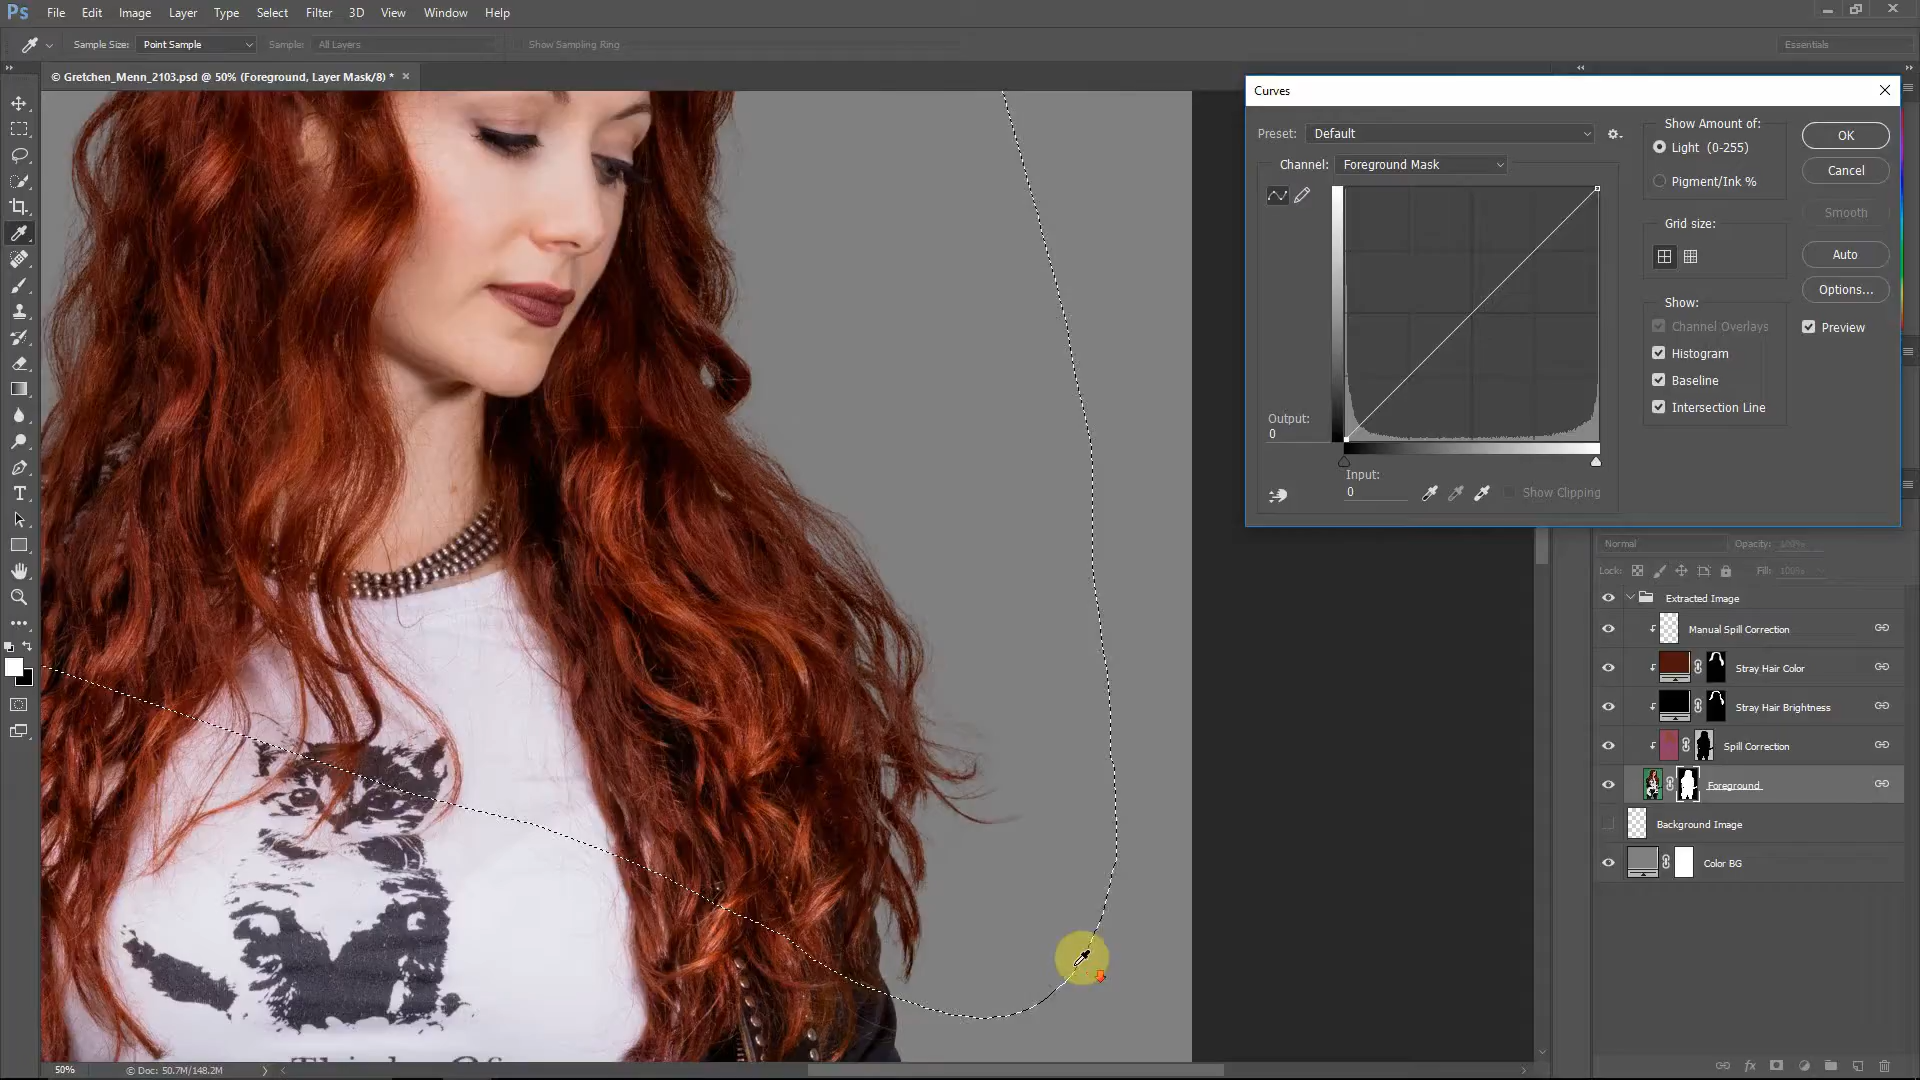 Ps File Edit Image Layer Type Select Filter 3D View Window Help
Sample Size: Point Sample Sample: All Layers Show Sampling Ring Essentials
© Gretchen_Menn_2103.psd @ 50% (Foreground, Layer Mask/8) *
Curves
Preset: Default
Channel: Foreground Mask
Output:
0
Input:
0
Show Clipping
Show Amount of:
Light (0-255)
Pigment/Ink %
Grid size:
Show:
Channel Overlays
Histogram
Baseline
Intersection Line
OK
Cancel
Smooth
Auto
Options...
Preview
Normal Opacity: 100%
Lock: Fill: 100%
Extracted Image
Manual Spill Correction
Stray Hair Color
Stray Hair Brightness
Spill Correction
Foreground
Background Image
Color BG
50% © Doc: 50.7M/148.2M